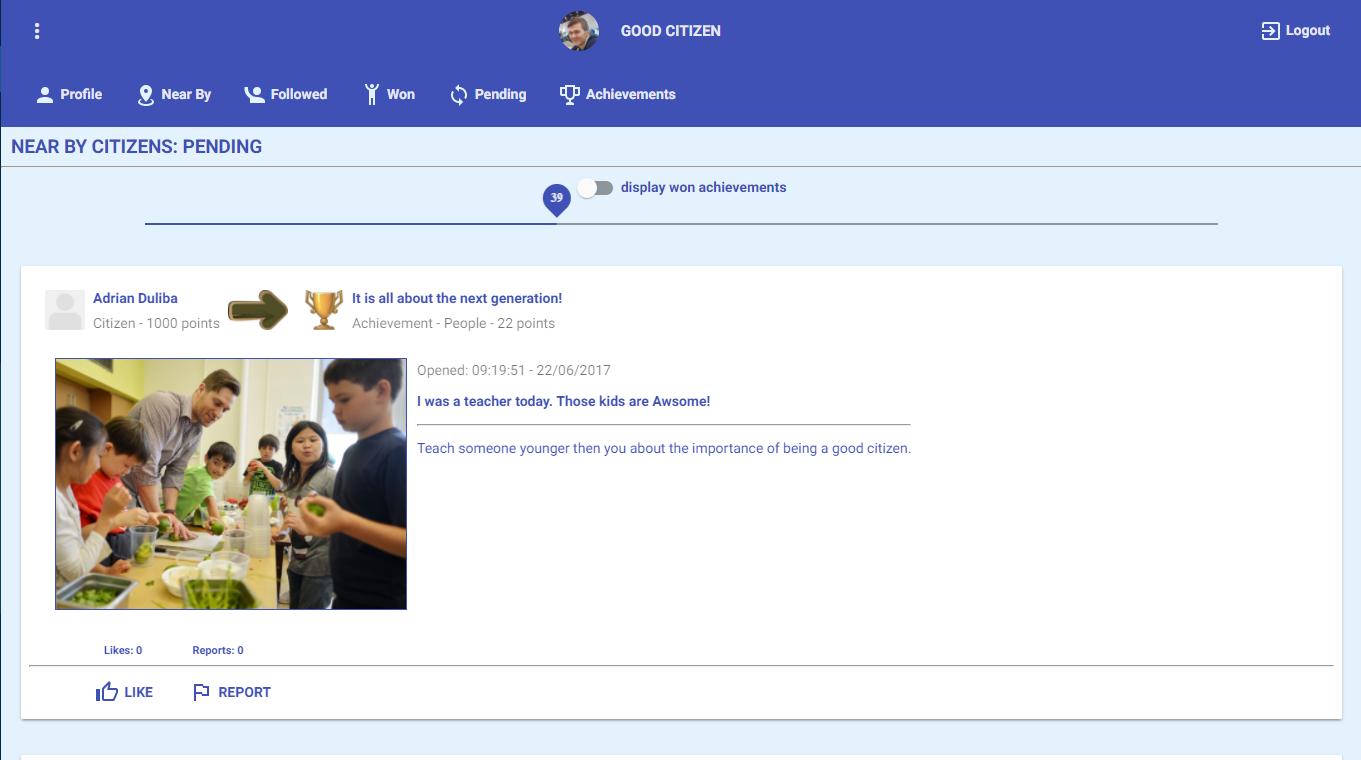 GOOD CITIZEN
Logout
Profile
Near By
Followed
Won
Pending
Achievements
NEAR BY CITIZENS: PENDING
39
display won achievements
Adrian Duliba
Citizen - 1000 points
It is all about the next generation!
Achievement - People - 22 points
Opened: 09:19:51 - 22/06/2017
I was a teacher today. Those kids are Awsome!
Teach someone younger then you about the importance of being a good citizen.
Likes: 0
Reports: 0
LIKE
REPORT